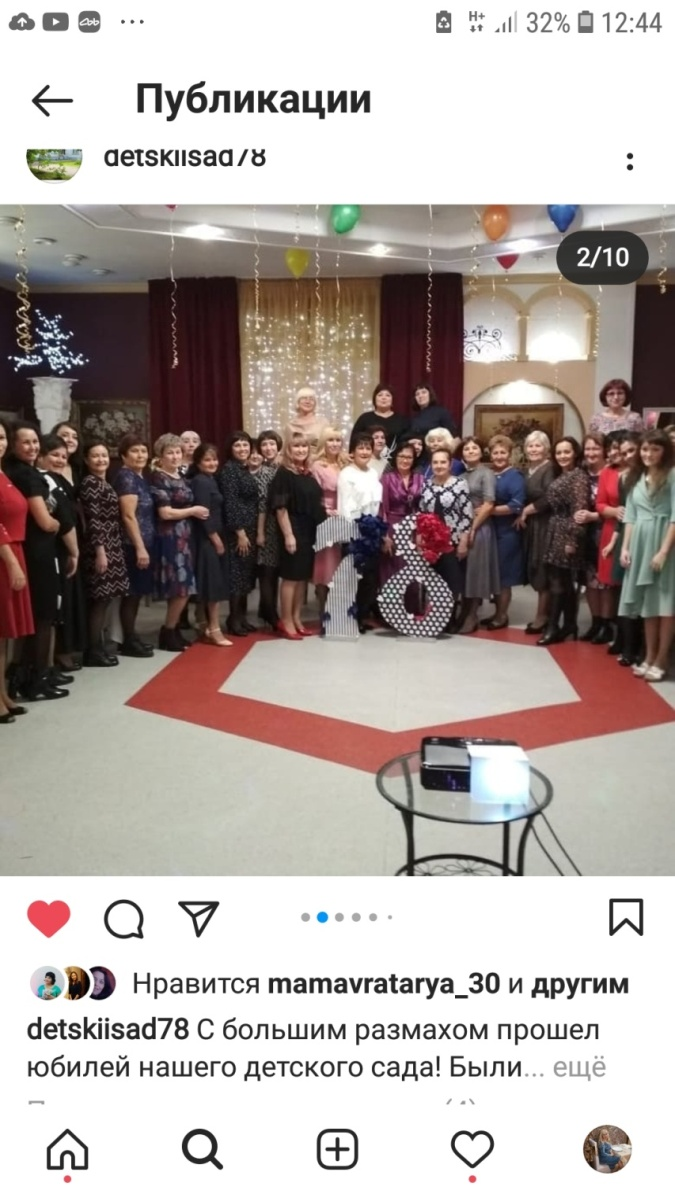 32% 12:44
Публикации
detskiisad78
2/10
78
Нравится mamavratarya_30 и другим
detskiisad78 С большим размахом прошел
юбилей нашего детского сада! Были... ещё